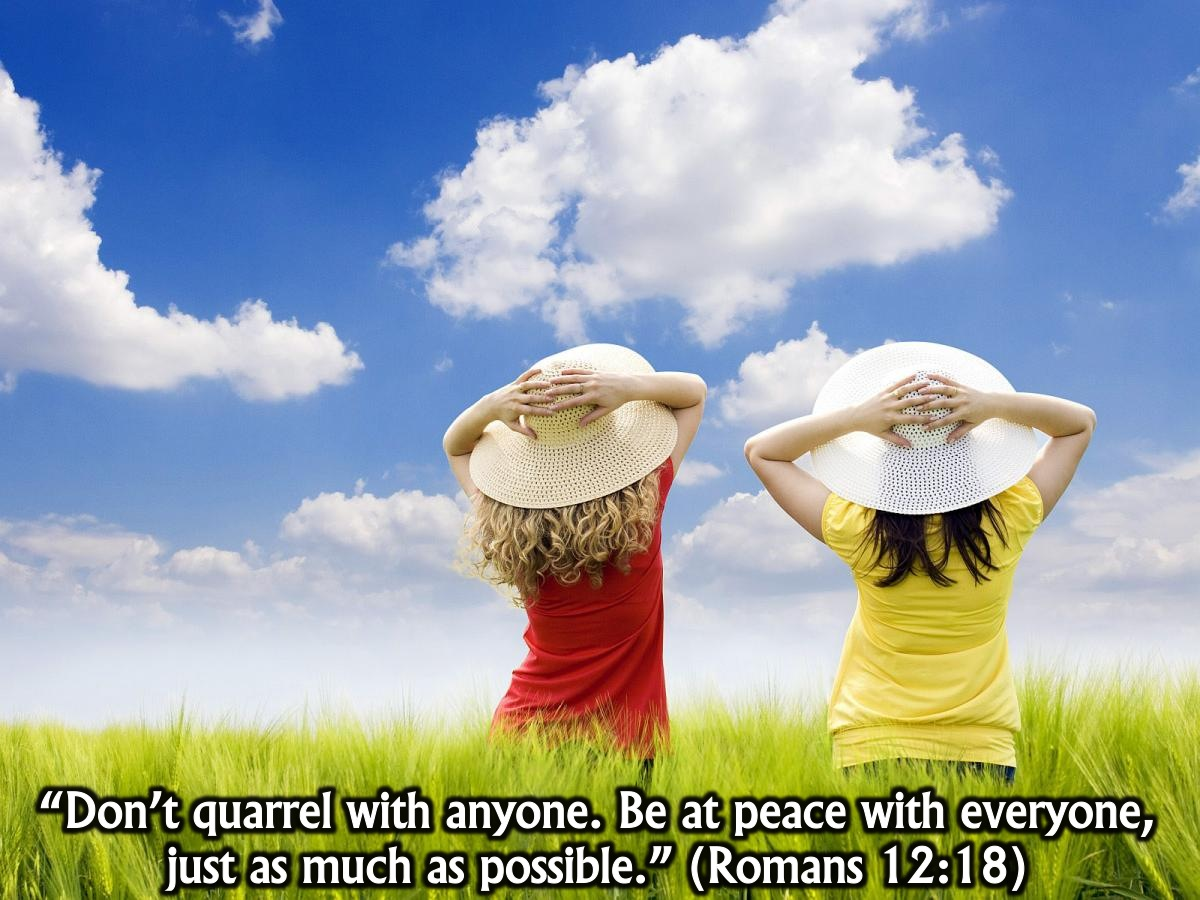 “Don’t quarrel with anyone. Be at peace with everyone,
just as much as possible.” (Romans 12:18)